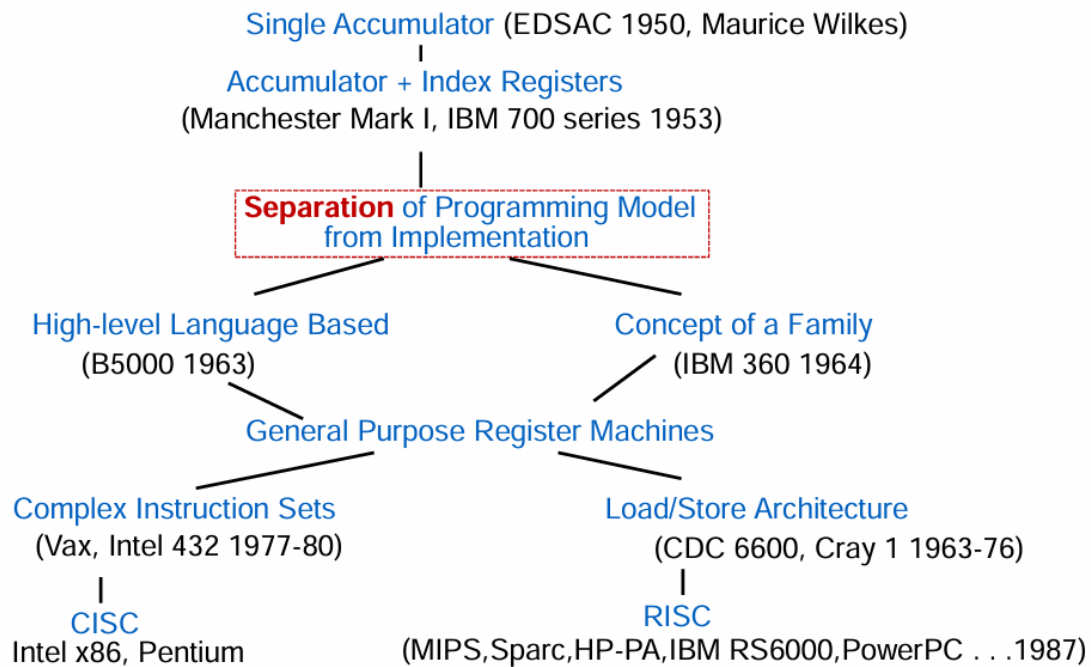 Single Accumulator (EDSAC 1950, Maurice Wilkes)
Accumulator + Index Registers
(Manchester Mark I, IBM 700 series 1953)
Separation of Programming Model
from Implementation
High-level Language Based
(B5000 1963)
Concept of a Family
(IBM 360 1964)
General Purpose Register Machines
Complex Instruction Sets
(Vax, Intel 432 1977-80)
Load/Store Architecture
(CDC 6600, Cray 1 1963-76)
CISC
Intel x86, Pentium
RISC
(MIPS,Sparc,HP-PA,IBM RS6000,PowerPC . . .1987)